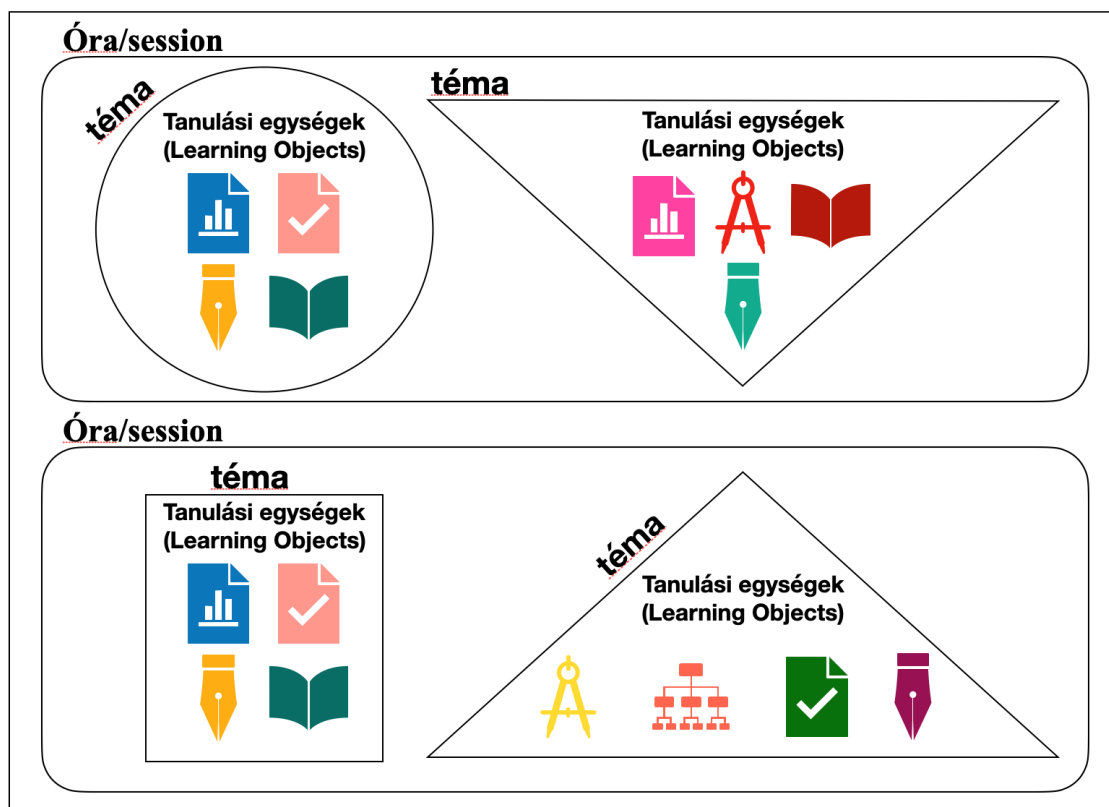 Óra/session
téma
Tanulási egységek
(Learning Objects)
téma
Tanulási egységek
(Learning Objects)
Óra/session
téma
Tanulási egységek
(Learning Objects)
téma
Tanulási egységek
(Learning Objects)